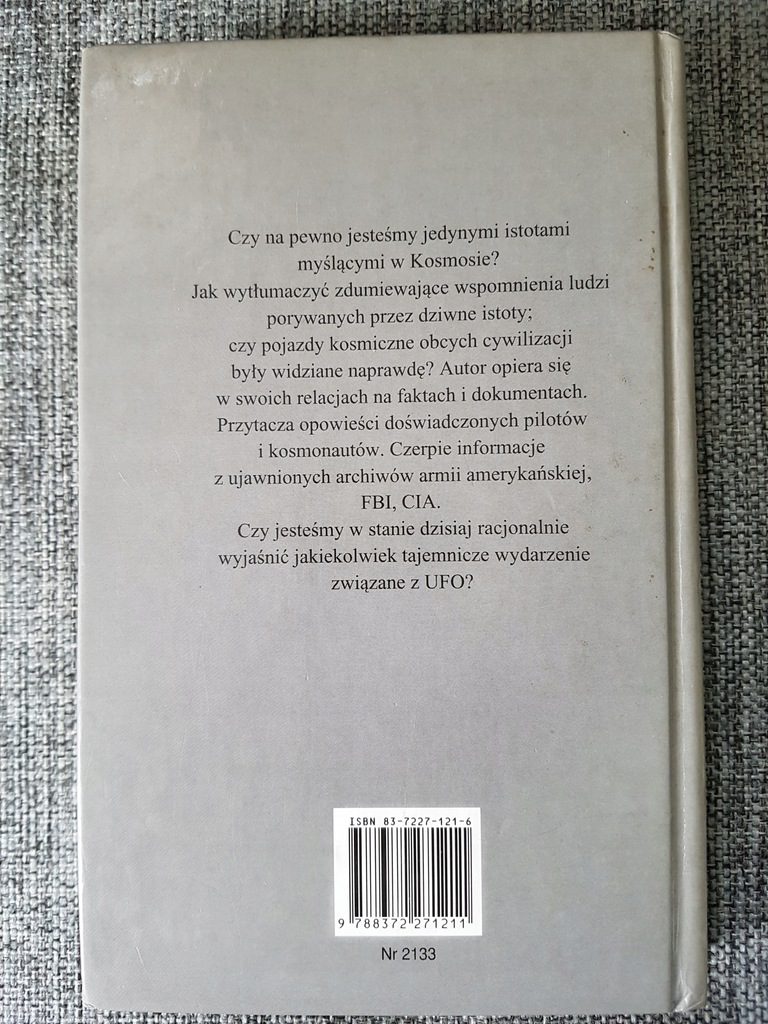 Czy na pewno jesteśmy jedynymi istotami
myślącymi w Kosmosie?
Jak wytłumaczyć zdumiewające wspomnienia ludzi
porywanych przez dziwne istoty;
czy pojazdy kosmiczne obcych cywilizacji
były widziane naprawdę? Autor opiera się
w swoich relacjach na faktach i dokumentach.
Przytacza opowieści doświadczonych pilotów
i kosmonautów. Czerpie informacje
z ujawnionych archiwów armii amerykańskiej,
FBI, CIA.
Czy jesteśmy w stanie dzisiaj racjonalnie
wyjaśnić jakiekolwiek tajemnicze wydarzenie
związane z UFO?
ISBN 83-7227-121-6
9 788372 271211
Nr 2133